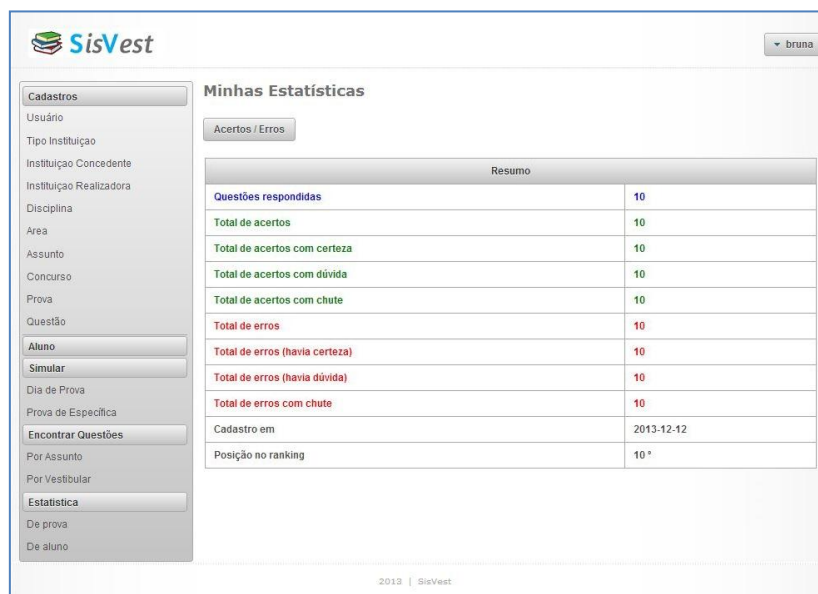 SisVest
bruna
Cadastros
Usuário
Tipo Instituiçao
Instituiçao Concedente
Instituiçao Realizadora
Disciplina
Area
Assunto
Concurso
Prova
Questão
Aluno
Simular
Dia de Prova
Prova de Específica
Encontrar Questões
Por Assunto
Por Vestibular
Estatistica
De prova
De aluno
Minhas Estatísticas
Acertos / Erros
Resumo
Questões respondidas 10
Total de acertos 10
Total de acertos com certeza 10
Total de acertos com dúvida 10
Total de acertos com chute 10
Total de erros 10
Total de erros (havia certeza) 10
Total de erros (havia dúvida) 10
Total de erros com chute 10
Cadastro em 2013-12-12
Posição no ranking 10 º
2013 | SisVest